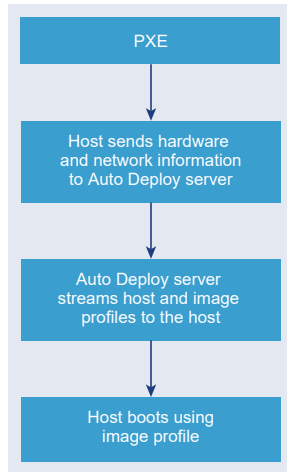 PXE
Host sends hardware
and network information
to Auto Deploy server
Auto Deploy server
streams host and image
profiles to the host
Host boots using
image profile